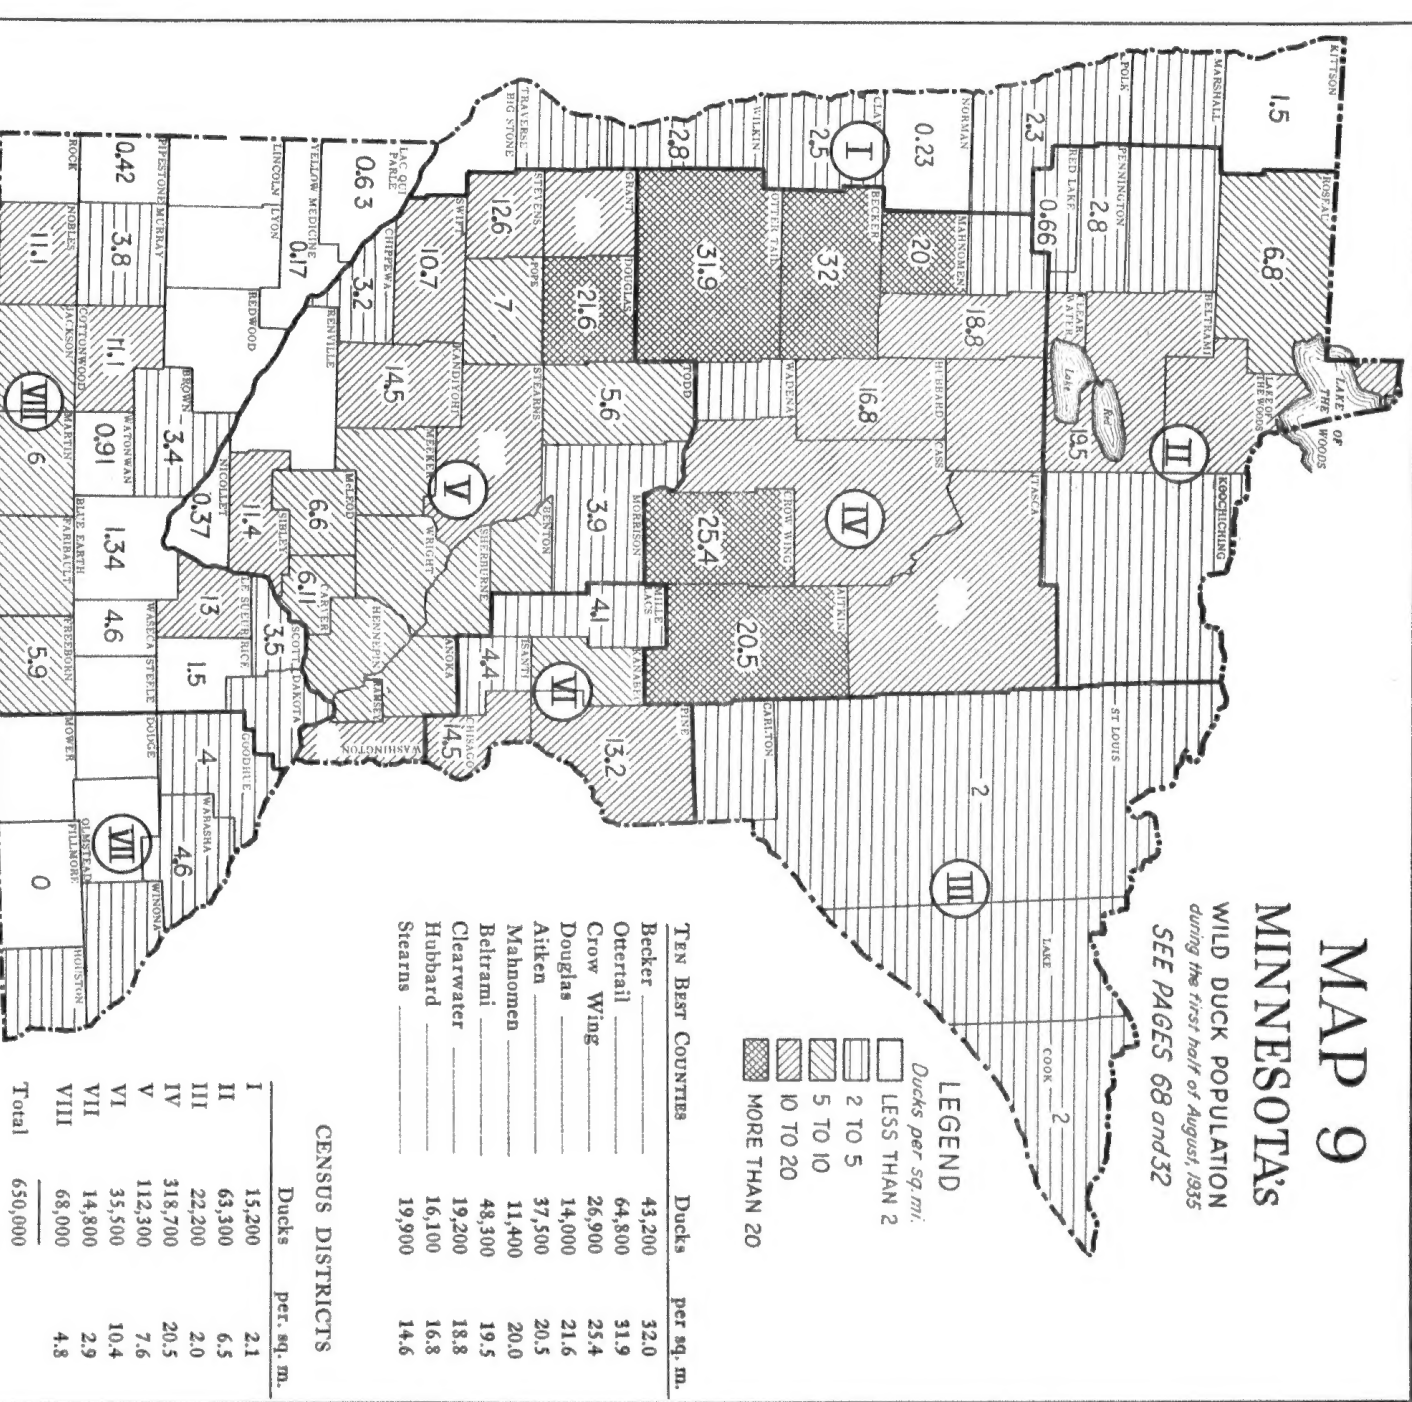 MAP 9
MINNESOTA's
WILD DUCK POPULATION
during the first half of August, 1935
SEE PAGES 68 and 32
LEGEND
Ducks per sq. mi.
LESS THAN 2
2 TO 5
5 TO 10
10 TO 20
MORE THAN 20
TEN BEST COUNTIES Ducks per sq. m.
Becker 43,200 32.0
Ottertail 64,800 31.9
Crow Wing 26,900 25.4
Douglas 14,000 21.6
Aitken 37,500 20.5
Mahnomen 11,400 20.0
Beltrami 48,300 19.5
Clearwater 19,200 18.8
Hubbard 16,100 16.8
Stearns 19,900 14.6
CENSUS DISTRICTS
Ducks per. sq. m.
I 15,200 2.1
II 63,300 6.5
III 22,200 2.0
IV 318,700 20.5
V 112,300 7.6
VI 35,500 10.4
VII 14,800 2.9
VIII 68,000 4.8
Total 650,000
KITTSON
1.5
ROSEAU
6.8
LAKE OF THE WOODS
LAKE OF
THE WOODS
MARSHALL
BELTRAMI
KOOCHICHING
II
POLK
PENNINGTON
2.8
RED LAKE
0.66
2.3
CLEAR
WATER
Lake
Red
19.5
ITASCA
ST LOUIS
2
III
LAKE
COOK
2
NORMAN
0.23
MAHNOMEN
20
18.8
HUBBARD
16.8
CASS
IV
CLAY
I
2.5
BECKER
32
WADENA
CROW WING
25.4
AITKIN
20.5
CARLTON
WILKIN
2.8
OTTER TAIL
31.9
TODD
5.6
MORRISON
3.9
MILLE
LACS
4.1
KANABEC
PINE
13.2
GRANT
DOUGLAS
21.6
TRAVERSE
BIG STONE
STEVENS
12.6
POPE
7
STEARNS
BENTON
SHERBURNE
ISANTI
4.4
VI
CHISAGO
14.5
SWIFT
10.7
KANDIYOHI
14.5
MEEKER
V
WRIGHT
ANOKA
HENNEPIN
RAMSEY
WASHINGTON
LAC QUI
PARLE
0.63
CHIPPEWA
3.2
YELLOW MEDICINE
0.17
RENVILLE
McLEOD
6.6
SIBLEY
11.4
CARVER
6.11
SCOTT
3.5
DAKOTA
LINCOLN
LYON
REDWOOD
BROWN
3.4
NICOLLET
0.37
LE SUEUR
13
RICE
1.5
GOODHUE
4
WABASHA
4.6
PIPESTONE
0.42
MURRAY
3.8
COTTONWOOD
11.1
WATONWAN
0.91
BLUE EARTH
1.34
WASECA
4.6
STEELE
DODGE
OLMSTEAD
VII
WINONA
ROCK
NOBLES
11.1
JACKSON
VIII
MARTIN
6
FARIBAULT
FREEBORN
5.9
MOWER
FILLMORE
0
HOUSTON